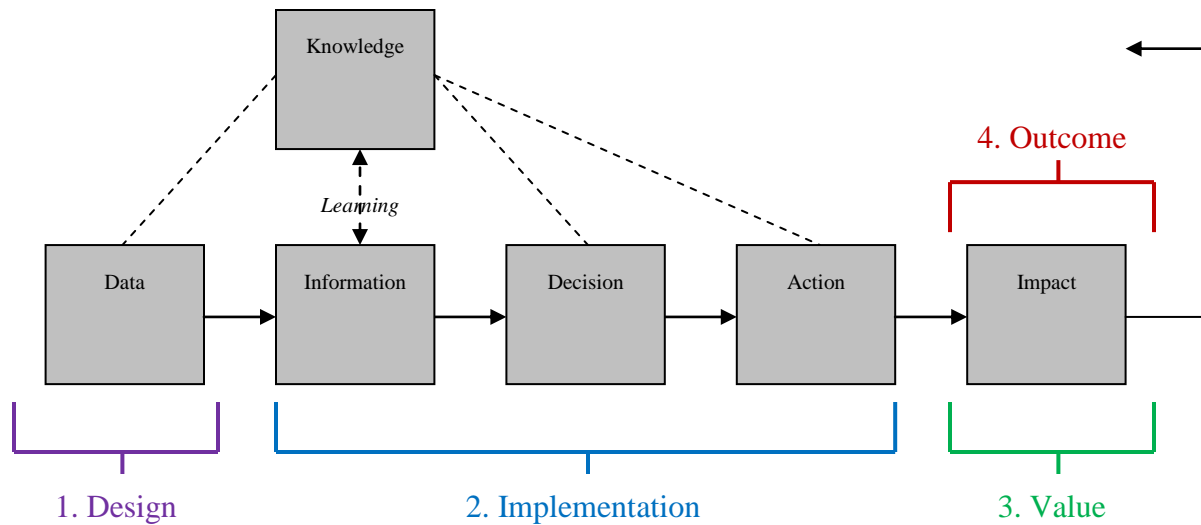 Knowledge
4. Outcome
Learning
Data
Information
Decision
Action
Impact
1. Design
2. Implementation
3. Value